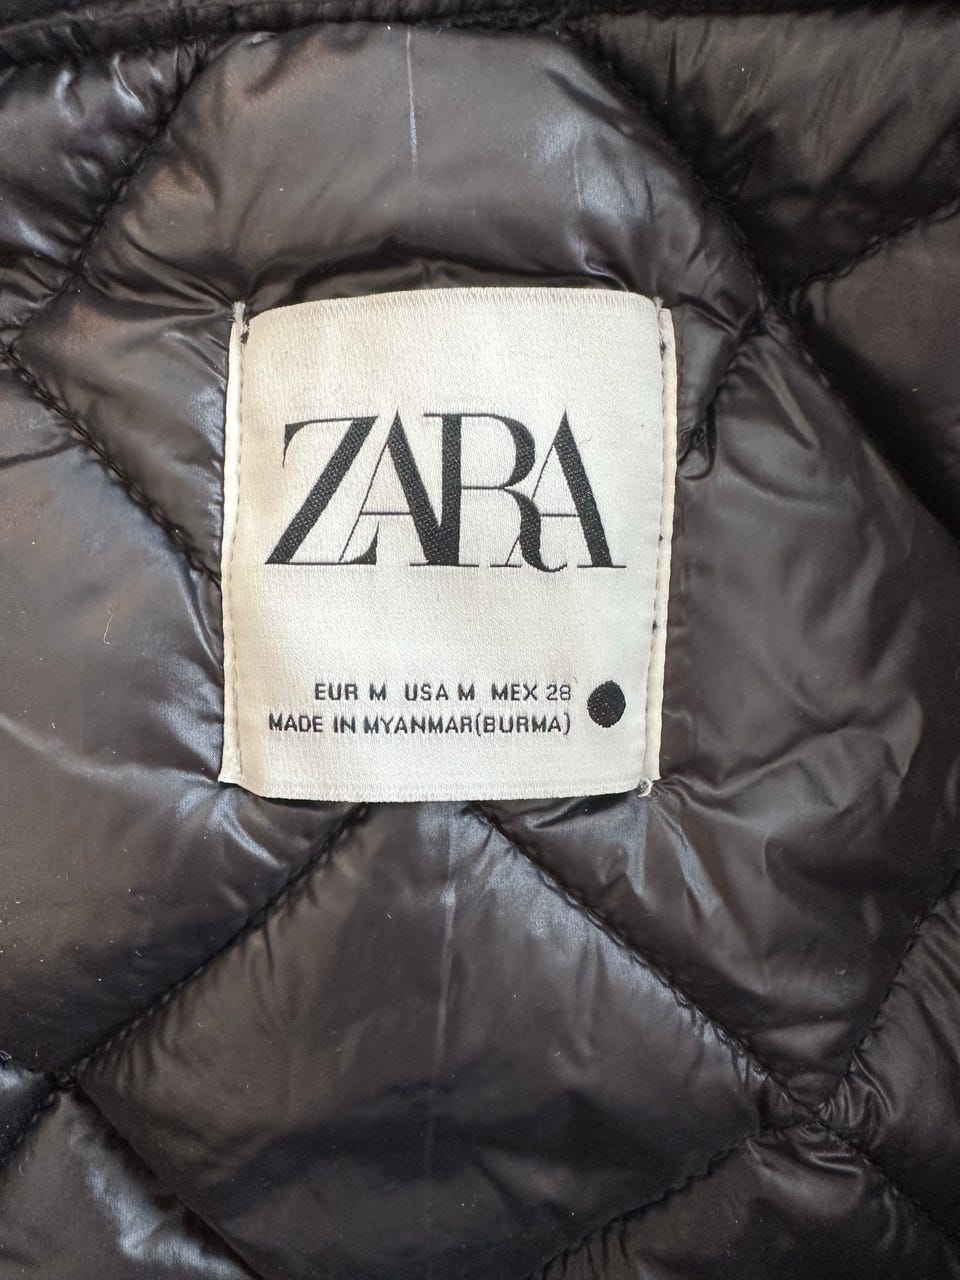 ZARA
EUR M USA M MEX 28
MADE IN MYANMAR(BURMA)